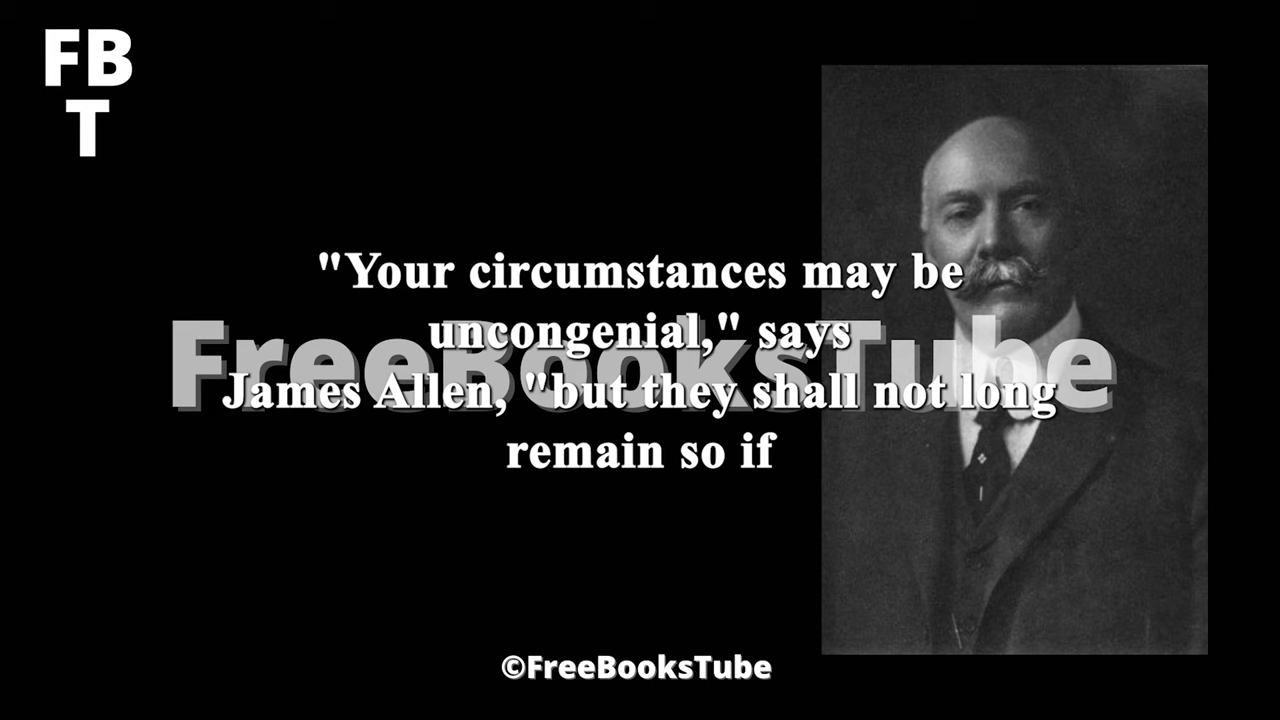 FB
T
"Your circumstances may be
uncongenial," says
FreeBooksTube
James Allen, "but they shall not long
remain so if
©FreeBooksTube